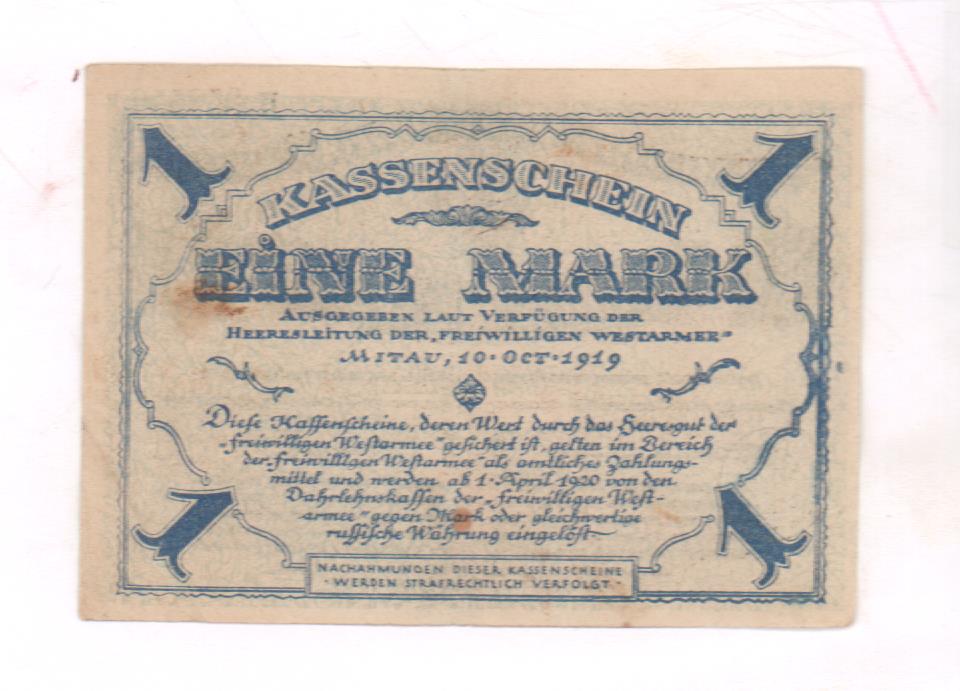 1 1
KASSENSCHEIN
EINE MARK
AUSGEGEBEN LAUT VERFÜGUNG DER
HEERESLEITUNG DER „FREIWILLIGEN WESTARMEE"
MITAU, 10. OCT. 1919
Diese Kassenscheine, deren Wert durch das Heeresgut der
„freiwilligen Westarmee" gesichert ist, gelten im Bereich
der „freiwilligen Westarmee" als amtliches Zahlungs-
mittel und werden ab 1. April 1920 von den
Dahrlehnskassen der „freiwilligen West-
armee" gegen Mark oder gleichwertige
russische Währung eingelöst
1 1
NACHAHMUNGEN DIESER KASSENSCHEINE
· WERDEN STRAFRECHTLICH VERFOLGT ·